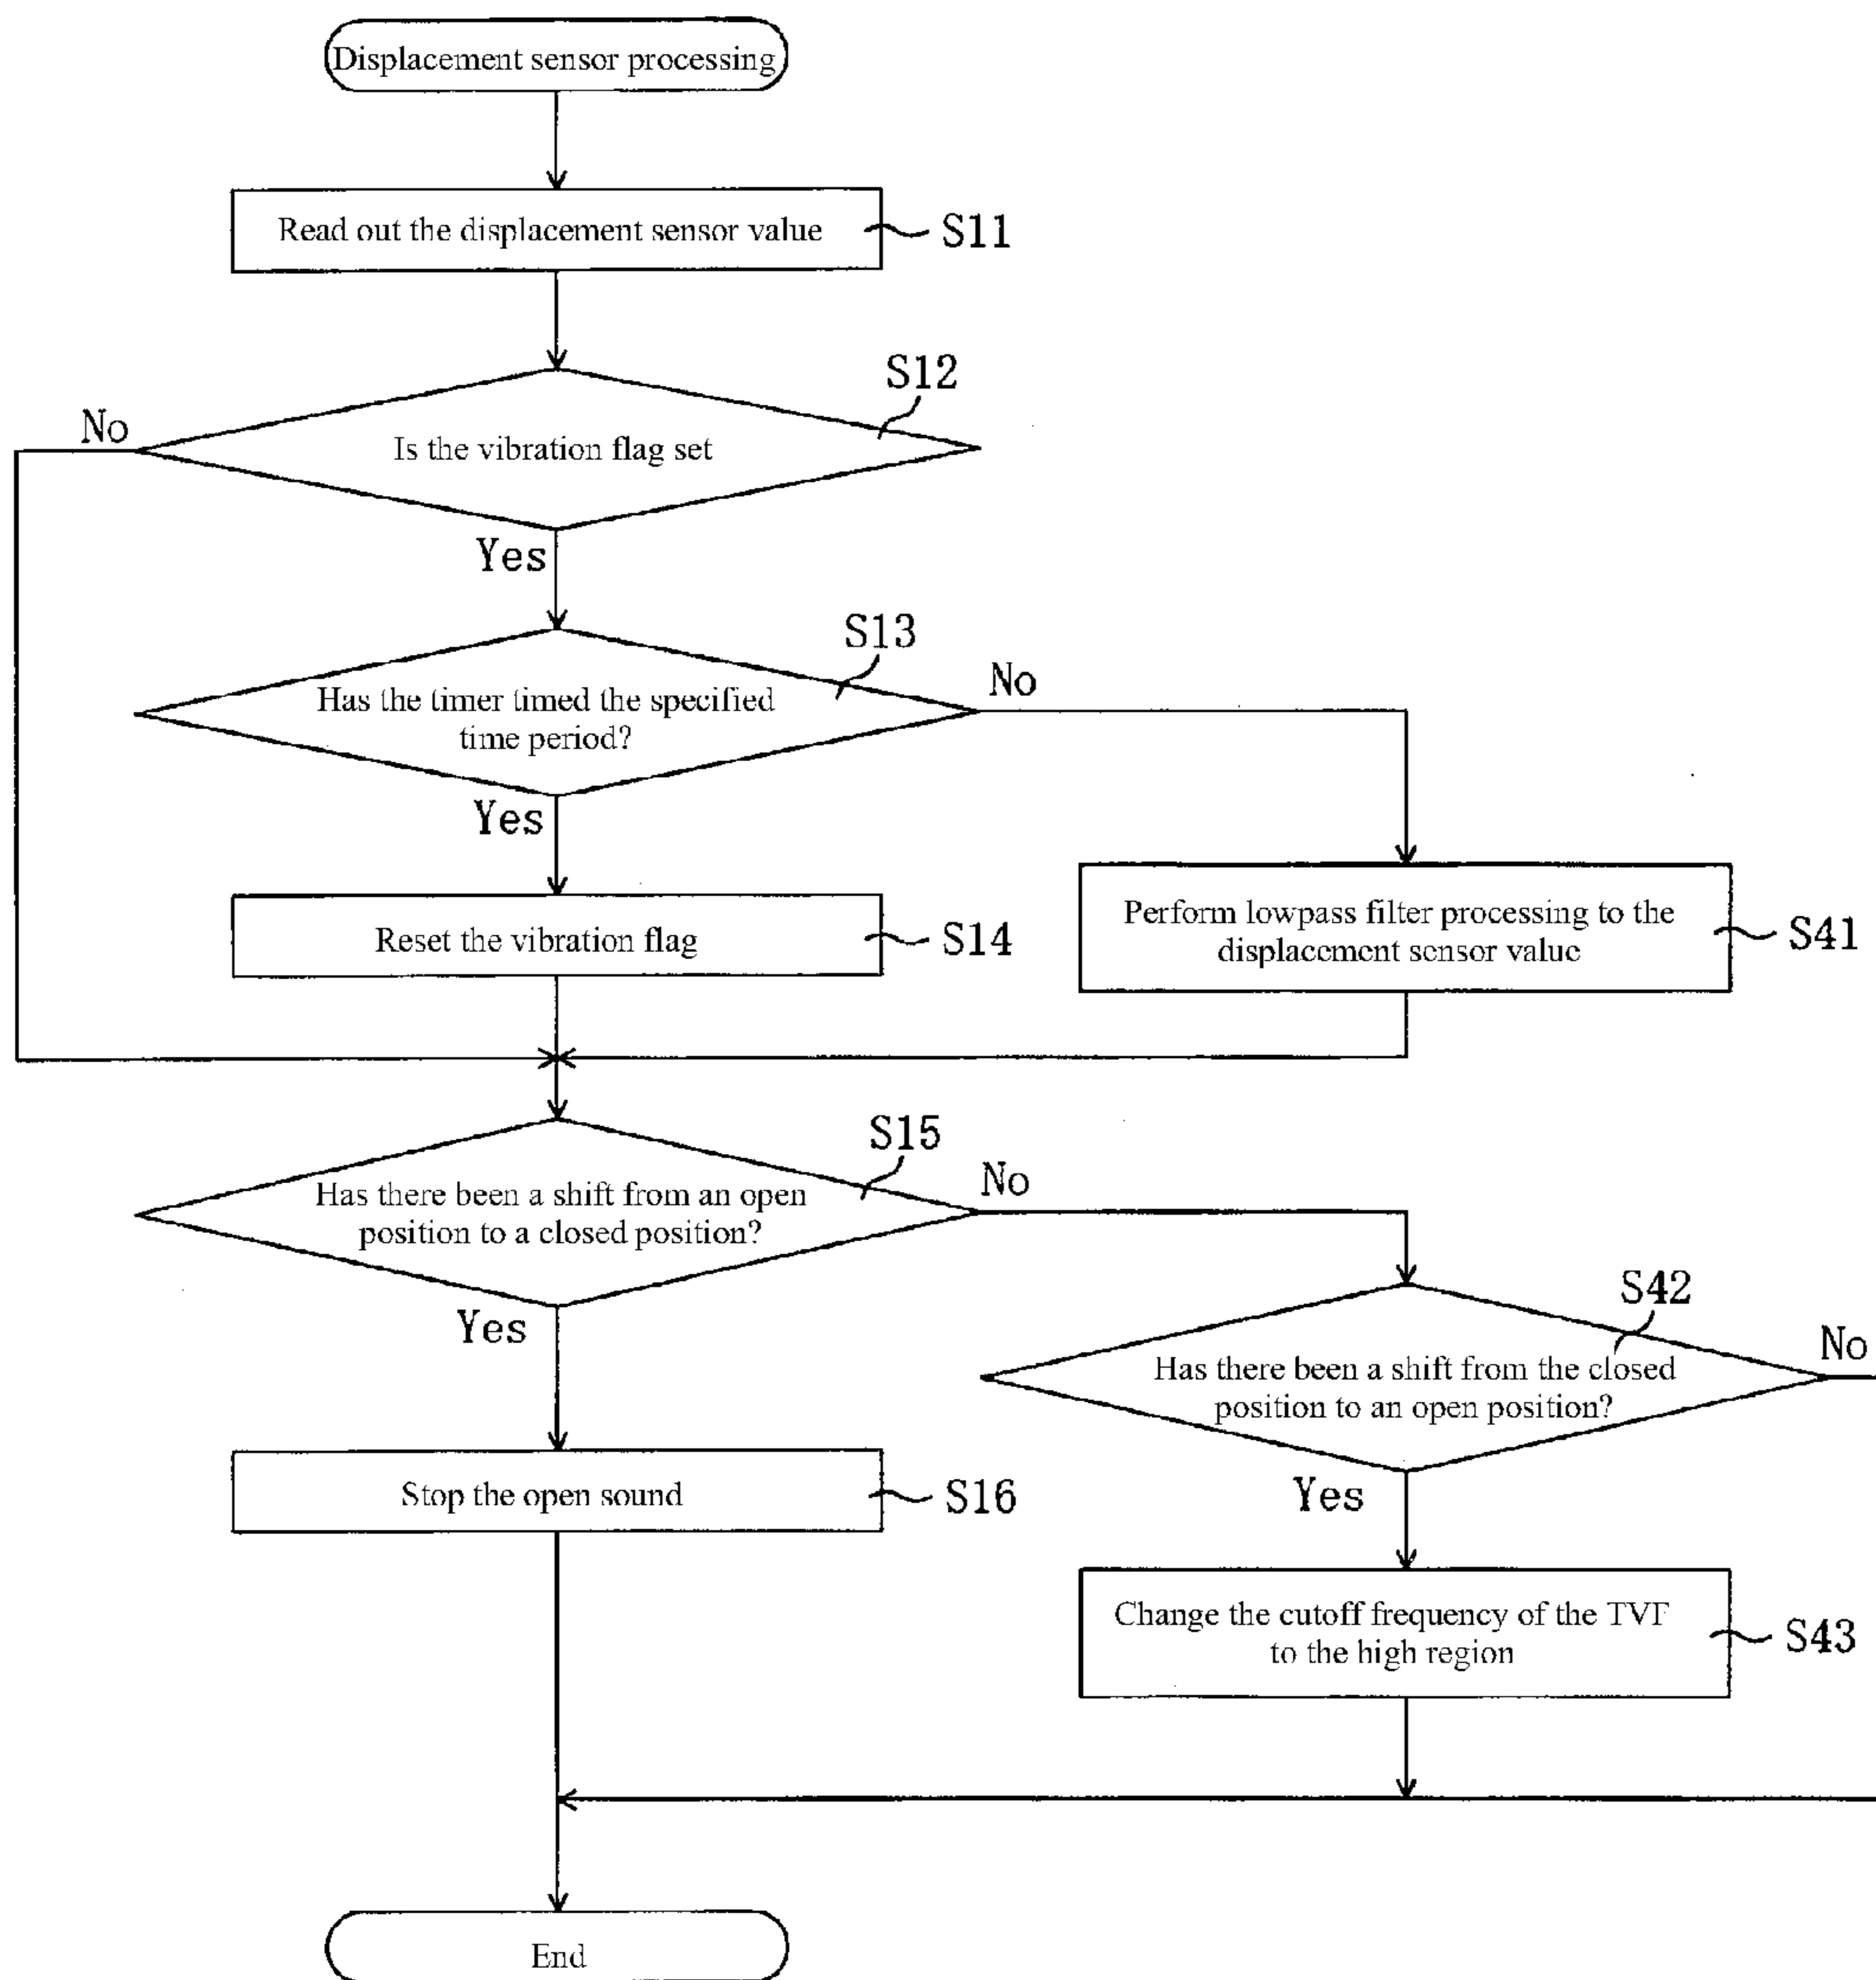 Displacement sensor processing
Read out the displacement sensor value
S11
S12
No
Is the vibration flag set
Yes
S13
No
Has the timer timed the specified
time period?
Yes
Reset the vibration flag
S14
Perform lowpass filter processing to the
displacement sensor value
S41
S15
No
Has there been a shift from an open
position to a closed position?
Yes
S42
No
Has there been a shift from the closed
position to an open position?
Yes
Stop the open sound
S16
Change the cutoff frequency of the TVF
to the high region
S43
End